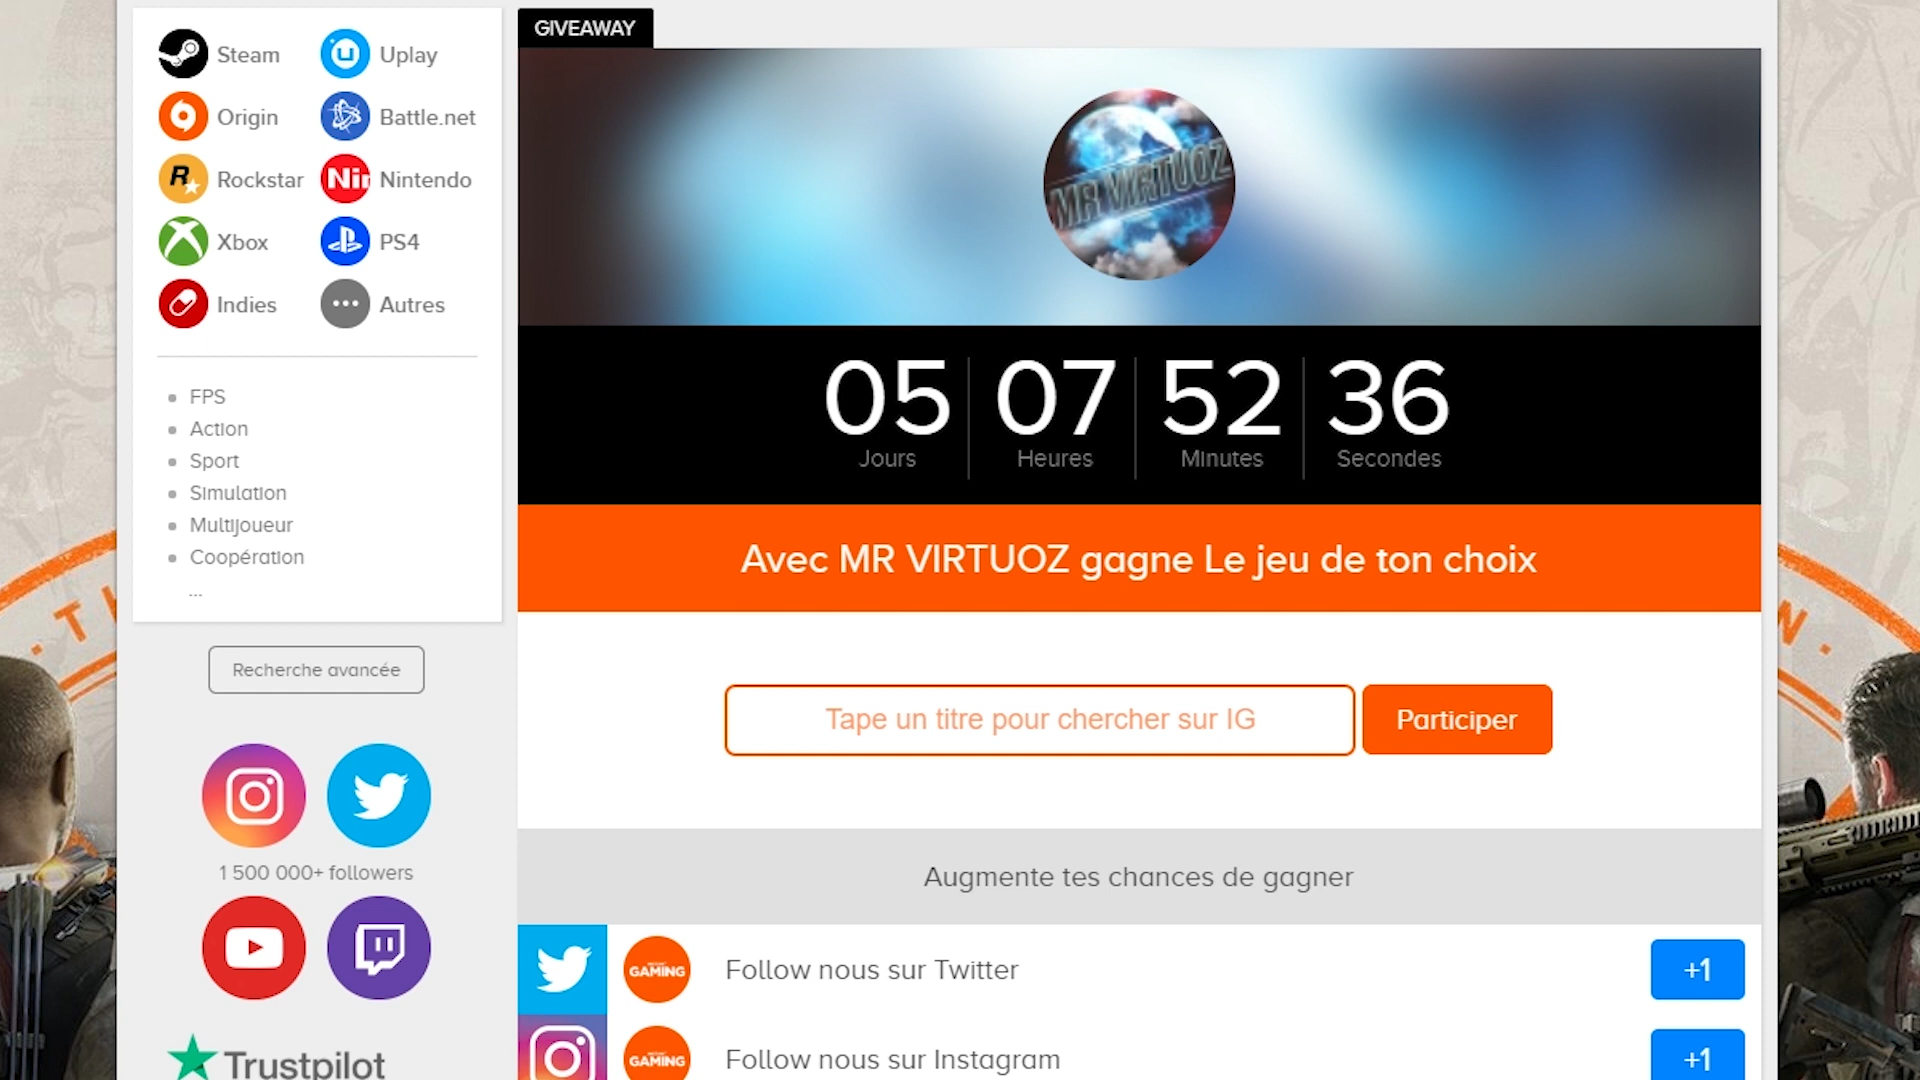 Steam
Uplay
Origin
Battle.net
Rockstar
Nintendo
Xbox
PS4
Indies
Autres
FPS
Action
Sport
Simulation
Multijoueur
Coopération
...
Recherche avancée
1 500 000+ followers
Trustpilot
GIVEAWAY
MR VIRTUOZ
05 07 52 36
Jours Heures Minutes Secondes
Avec MR VIRTUOZ gagne Le jeu de ton choix
Tape un titre pour chercher sur IG
Participer
Augmente tes chances de gagner
GAMING
Follow nous sur Twitter
+1
GAMING
Follow nous sur Instagram
+1